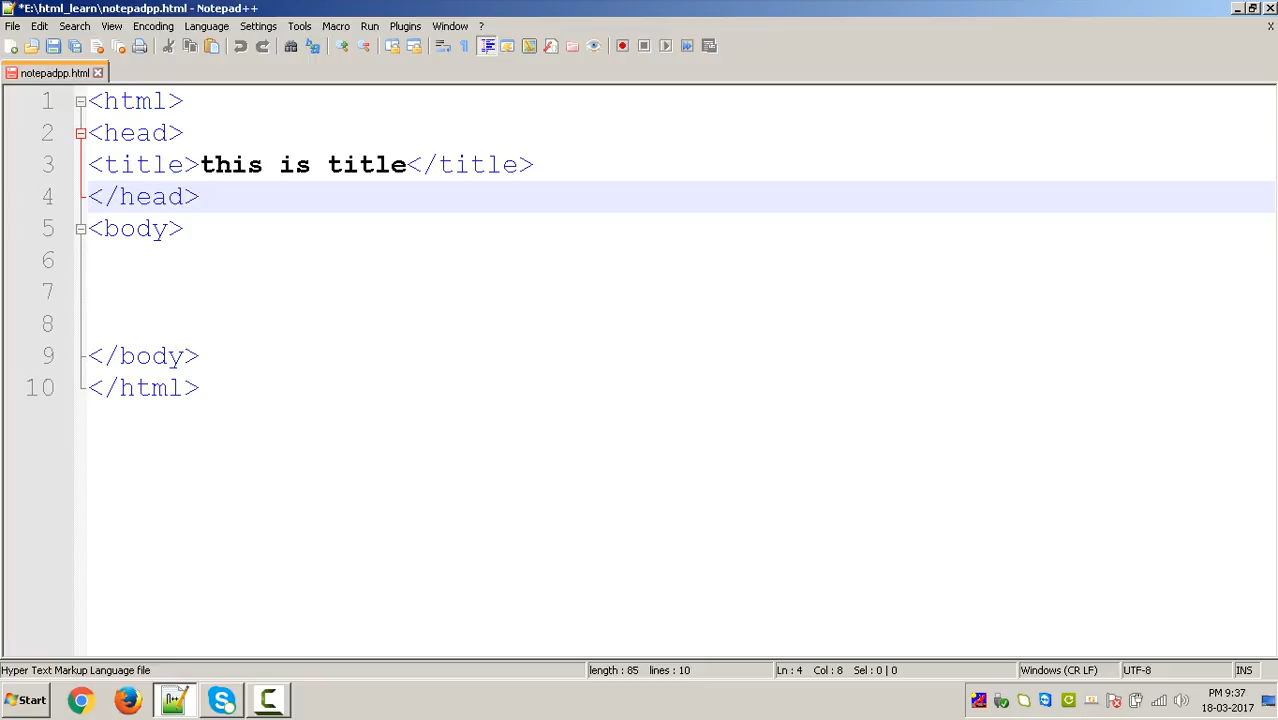 *E:\html_learn\notepadpp.html - Notepad++
File Edit Search View Encoding Language Settings Tools Macro Run Plugins Window ? X
notepadpp.html
1 <html>
2 <head>
3 <title>this is title</title>
4 </head>
5 <body>
6
7
8
9 </body>
10 </html>
Hyper Text Markup Language file length : 85 lines : 10 Ln : 4 Col : 8 Sel : 0 | 0 Windows (CR LF) UTF-8 INS
Start PM 9:37
18-03-2017